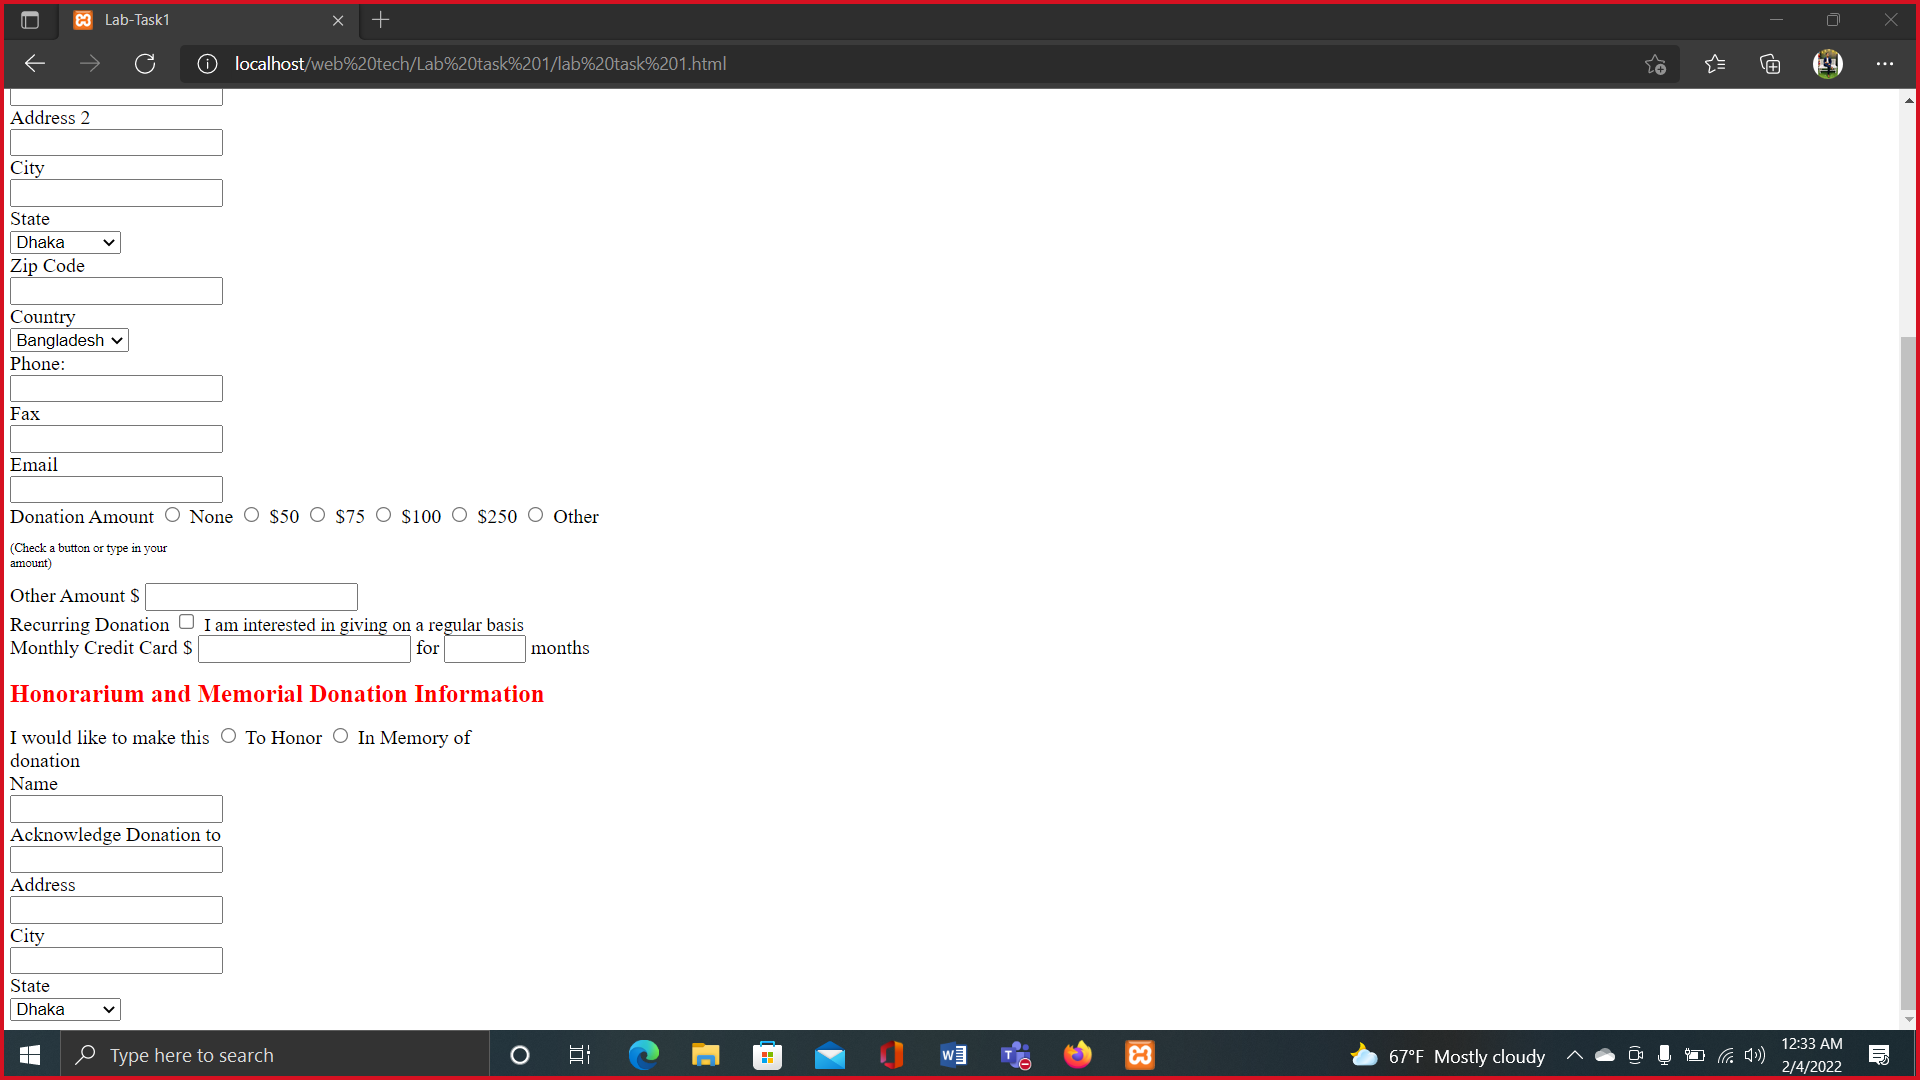 Lab-Task1
localhost/web%20tech/Lab%20task%201/lab%20task%201.html
Address 2
City
State
Dhaka
Zip Code
Country
Bangladesh
Phone:
Fax
Email
Donation Amount None $50 $75 $100 $250 Other
(Check a button or type in your
amount)
Other Amount $
Recurring Donation I am interested in giving on a regular basis
Monthly Credit Card $ for months
Honorarium and Memorial Donation Information
I would like to make this To Honor In Memory of
donation
Name
Acknowledge Donation to
Address
City
State
Dhaka
Type here to search
67°F Mostly cloudy
12:33 AM
2/4/2022